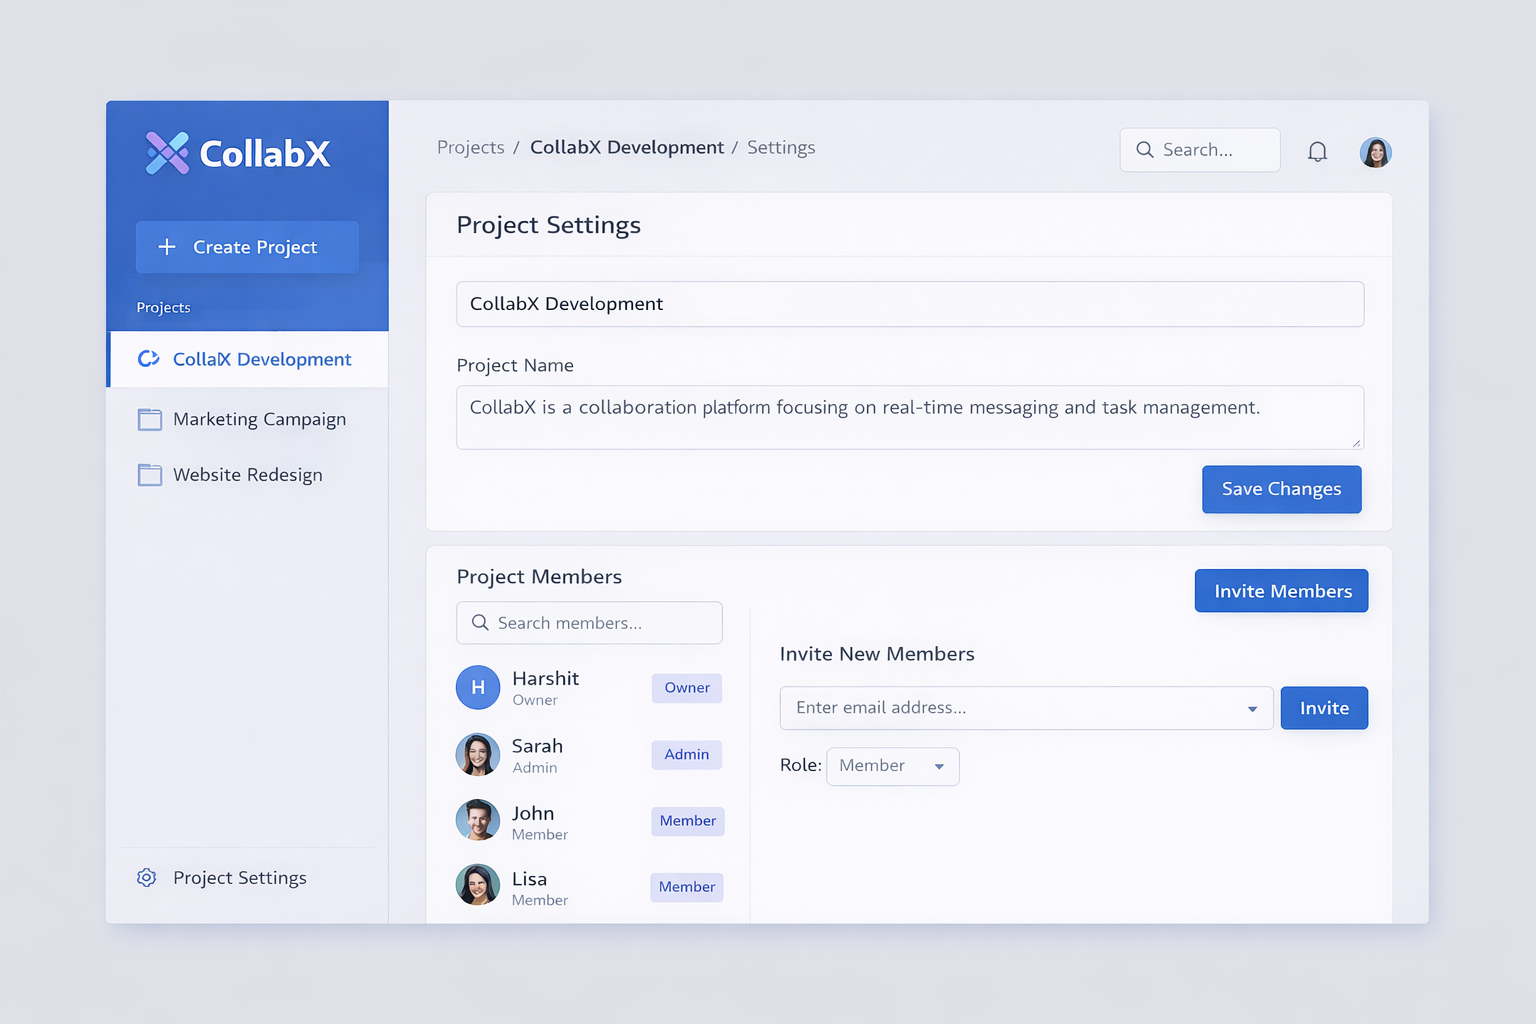 CollabX
Create Project
Projects
CollaX Development
Marketing Campaign
Website Redesign
Project Settings
Projects / CollabX Development / Settings
Search...
Project Settings
CollabX Development
Project Name
CollabX is a collaboration platform focusing on real-time messaging and task management.
Save Changes
Project Members
Invite Members
Search members...
H
Harshit
Owner
Owner
Sarah
Admin
Admin
John
Member
Member
Lisa
Member
Member
Invite New Members
Enter email address...
Invite
Role: Member